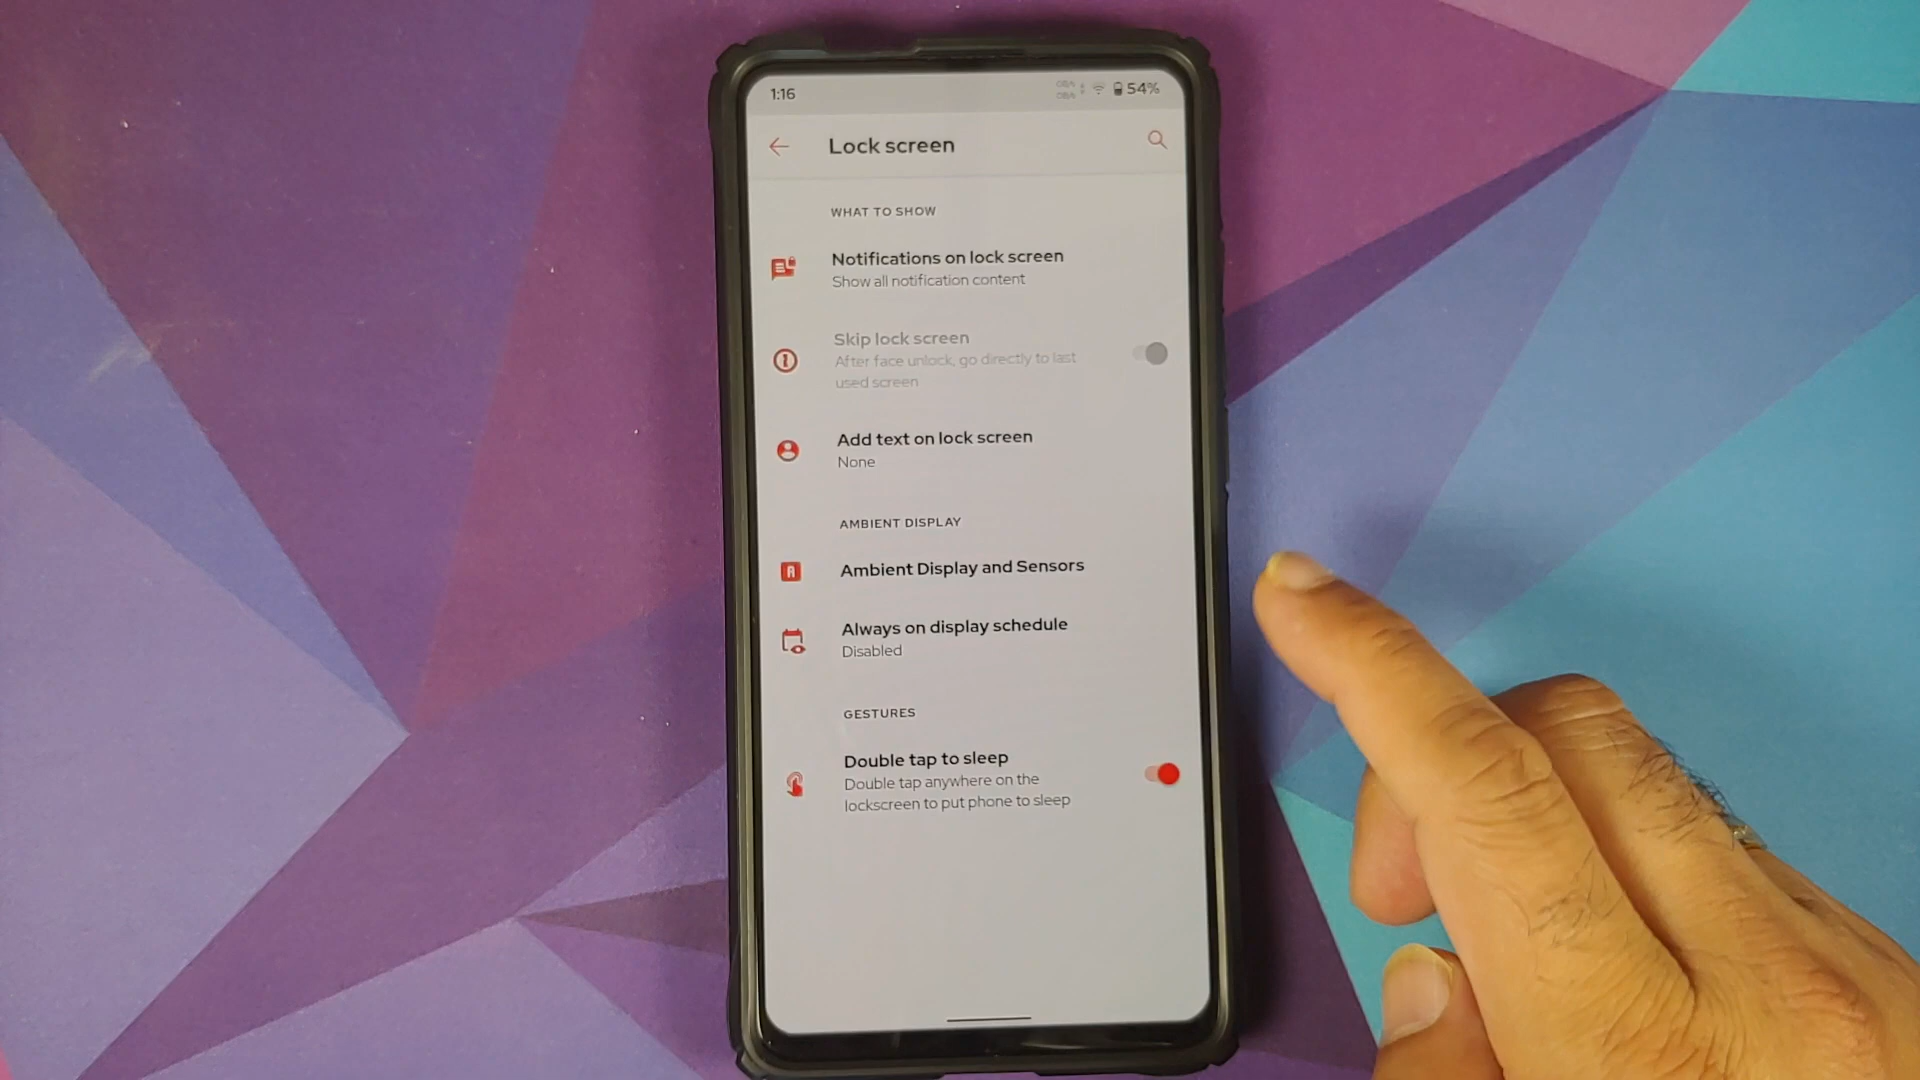 1:16
54%
Lock screen
WHAT TO SHOW
Notifications on lock screen
Show all notification content
Skip lock screen
After face unlock, go directly to last
used screen
Add text on lock screen
None
AMBIENT DISPLAY
Ambient Display and Sensors
Always on display schedule
Disabled
GESTURES
Double tap to sleep
Double tap anywhere on the
lockscreen to put phone to sleep